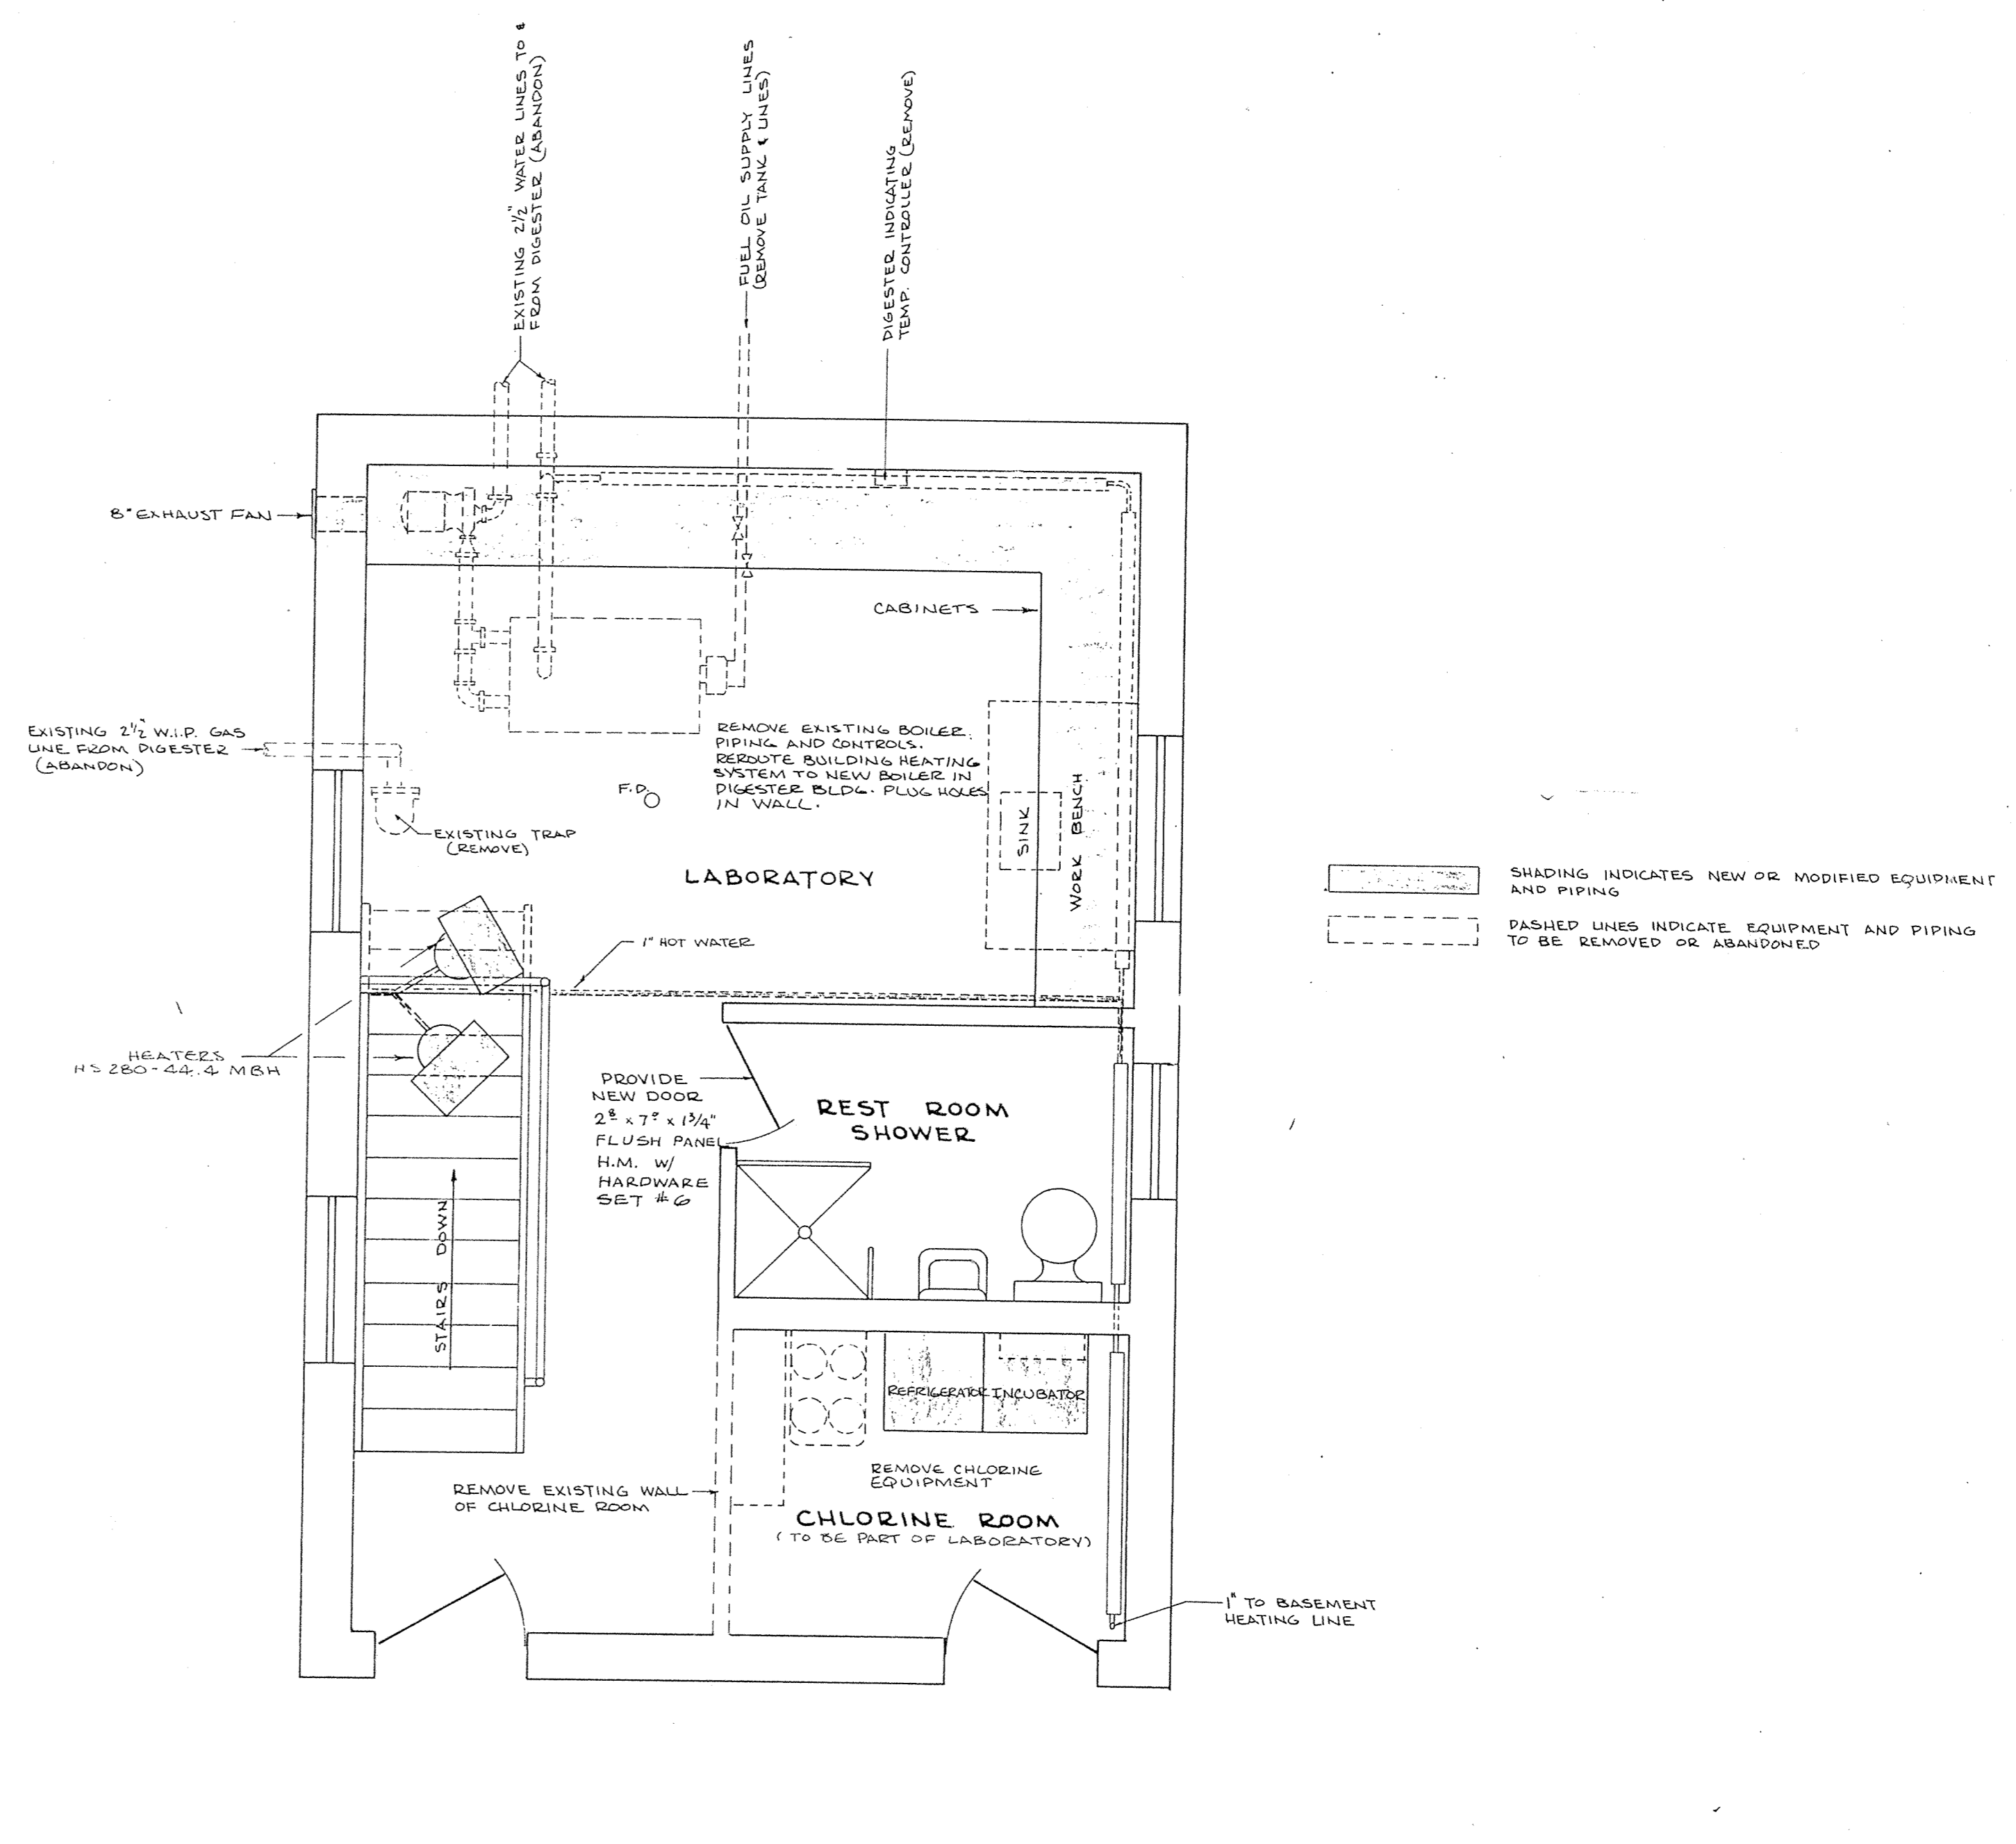 EXISTING 2½" WATER LINES TO &
FROM DIGESTER (ABANDON)
FUEL OIL SUPPLY LINES
(REMOVE TANK & LINES)
DIGESTER INDICATING
TEMP. CONTROLLER (REMOVE)
8" EXHAUST FAN
CABINETS
EXISTING 2½" W.I.P. GAS
LINE FROM DIGESTER
(ABANDON)
REMOVE EXISTING BOILER,
PIPING AND CONTROLS.
REROUTE BUILDING HEATING
SYSTEM TO NEW BOILER IN
DIGESTER BLDG. PLUG HOLES
IN WALL.
F.D.
EXISTING TRAP
(REMOVE)
SINK
WORK BENCH
LABORATORY
SHADING INDICATES NEW OR MODIFIED EQUIPMENT
AND PIPING
DASHED LINES INDICATE EQUIPMENT AND PIPING
TO BE REMOVED OR ABANDONED
1" HOT WATER
HEATERS
HS 280-44.4 MBH
PROVIDE
NEW DOOR
2⁸ x 7⁰ x 1¾"
FLUSH PANEL
H.M. W/
HARDWARE
SET #6
REST ROOM
SHOWER
STAIRS DOWN
REFRIGERATOR INCUBATOR
REMOVE CHLORINE
EQUIPMENT
REMOVE EXISTING WALL
OF CHLORINE ROOM
CHLORINE ROOM
(TO BE PART OF LABORATORY)
1" TO BASEMENT
HEATING LINE